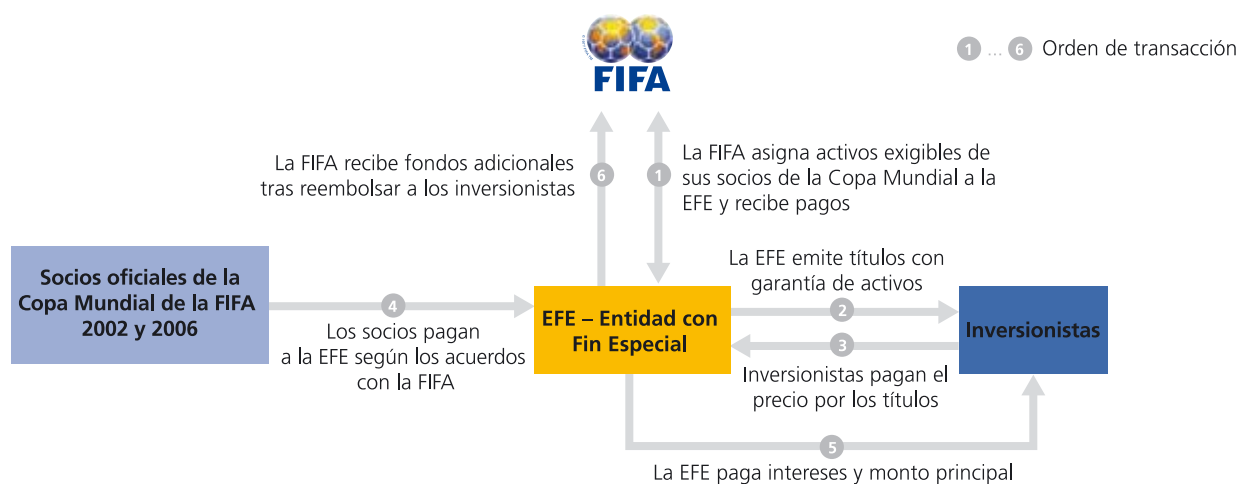 FIFA
1 ... 6 Orden de transacción
La FIFA recibe fondos adicionales
tras reembolsar a los inversionistas
6
1
La FIFA asigna activos exigibles de
sus socios de la Copa Mundial a la
EFE y recibe pagos
Socios oficiales de la
Copa Mundial de la FIFA
2002 y 2006
4
Los socios pagan
a la EFE según los acuerdos
con la FIFA
EFE – Entidad con
Fin Especial
La EFE emite títulos con
garantía de activos
2
3
Inversionistas pagan el
precio por los títulos
Inversionistas
5
La EFE paga intereses y monto principal